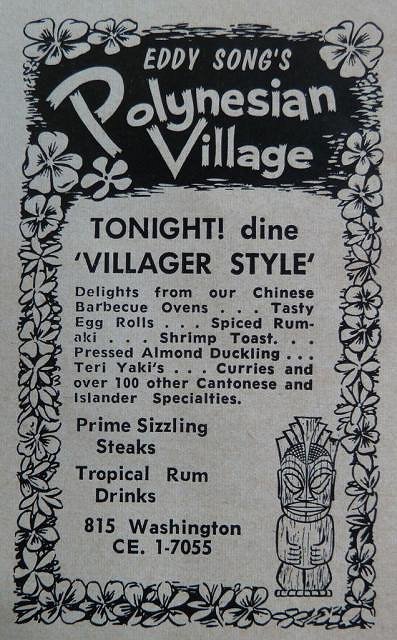 EDDY SONG'S
Polynesian
Village
TONIGHT! dine
'VILLAGER STYLE'
Delights from our Chinese
Barbecue Ovens . . . Tasty
Egg Rolls . . . Spiced Rum-
aki . . . Shrimp Toast. . .
Pressed Almond Duckling . . .
Teri Yaki's . . . Curries and
over 100 other Cantonese and
Islander Specialties.
Prime Sizzling
Steaks
Tropical Rum
Drinks
815 Washington
CE. 1-7055